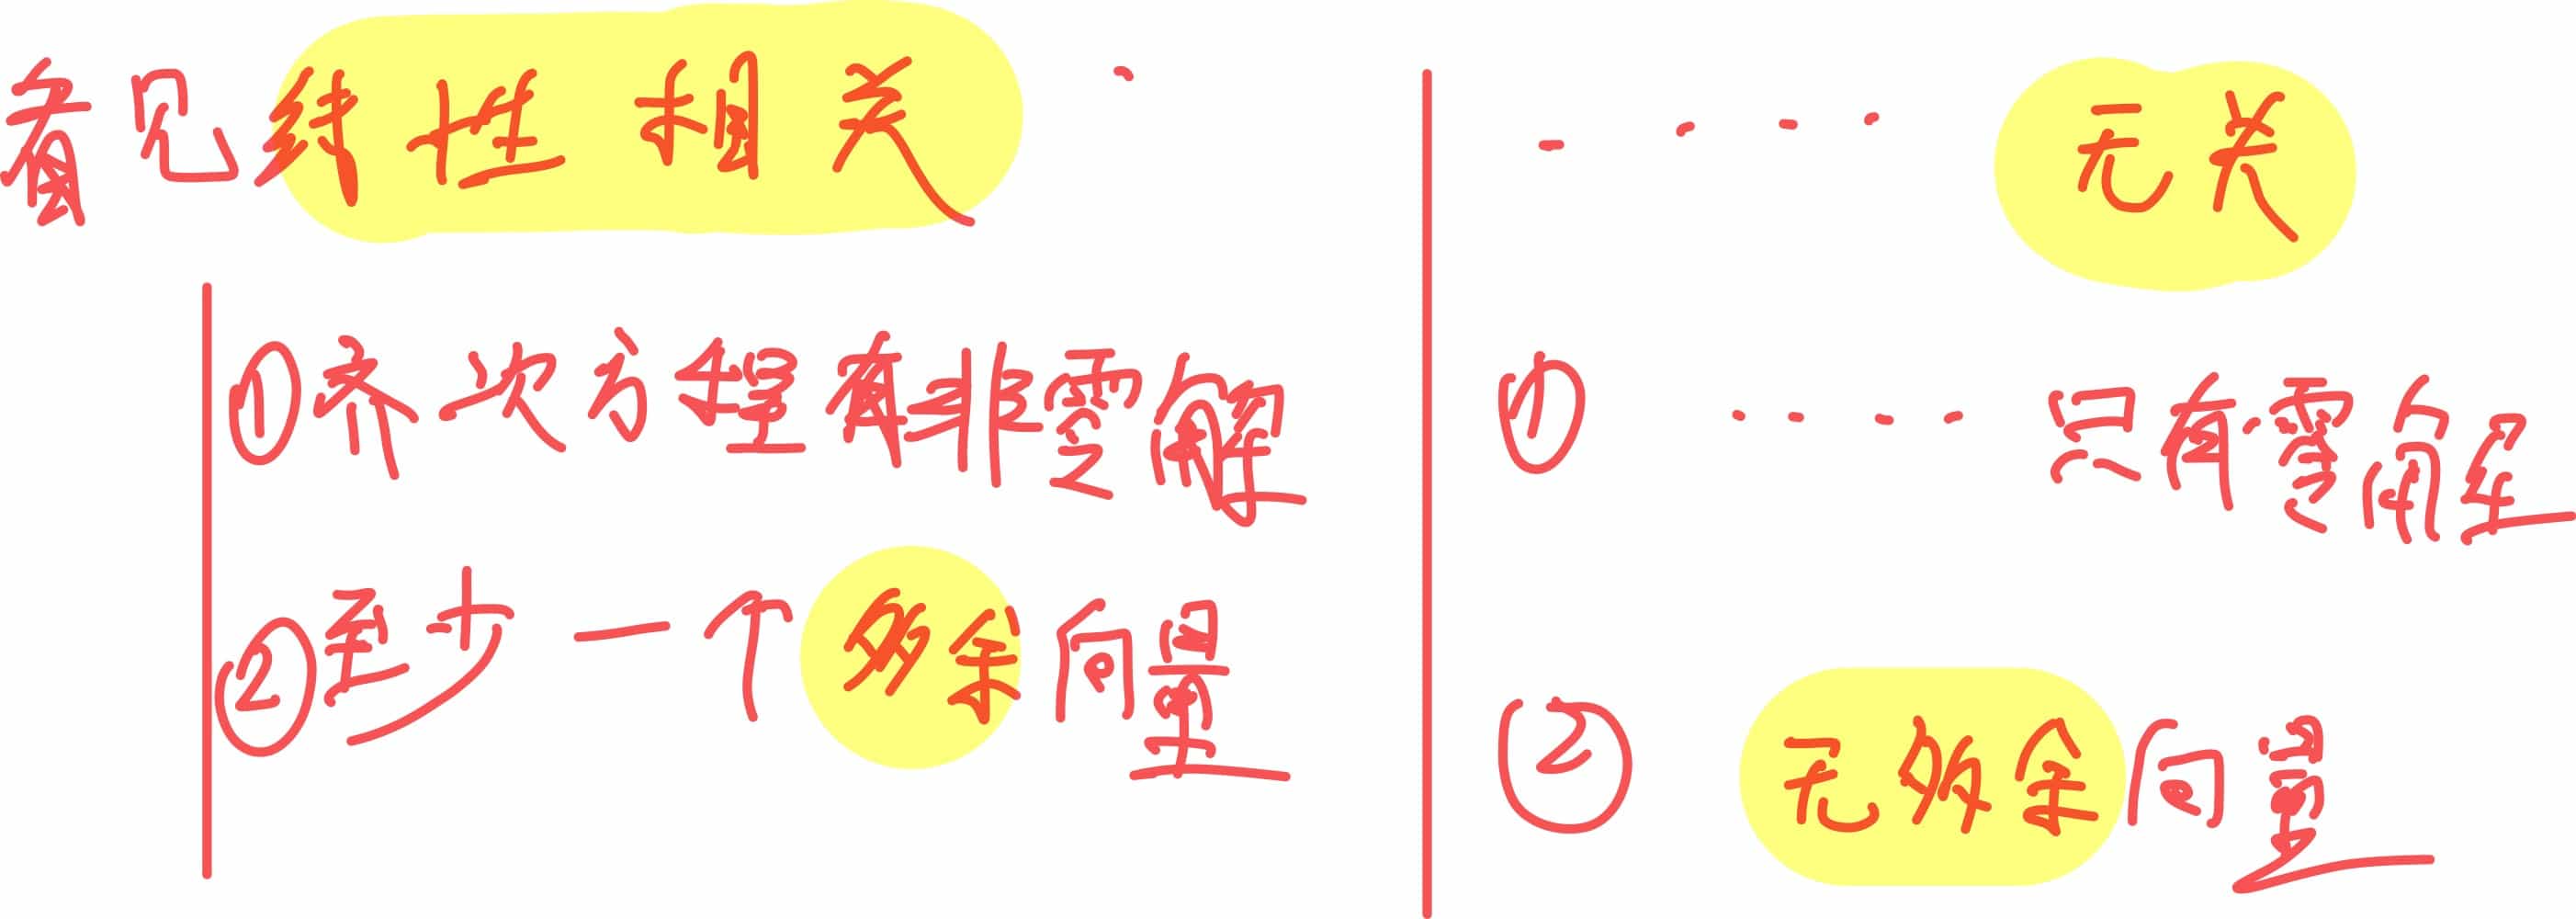 看见线性相关
①齐次方程有非零解
②至少一个多余向量
.... 无关
① .... 只有零解
② 无多余向量